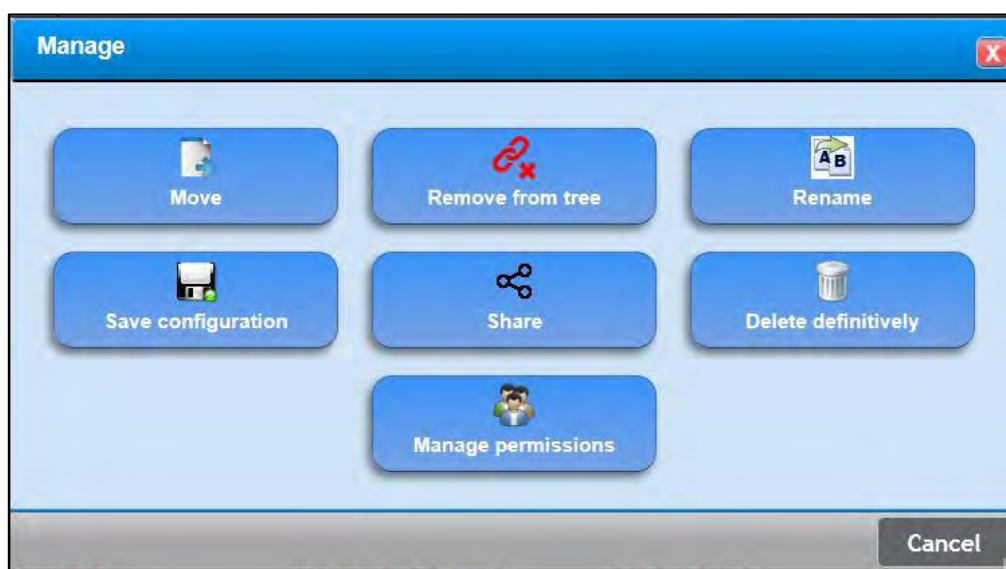 Manage
X
Move
Remove from tree
A B
Rename
Save configuration
Share
Delete definitively
Manage permissions
Cancel